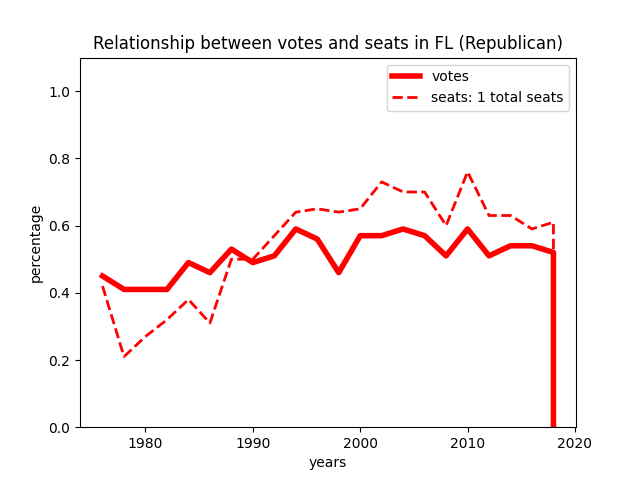 Relationship between votes and seats in FL (Republican)
votes
seats: 1 total seats
1.0
0.8
0.6
0.4
0.2
0.0
percentage
1980 1990 2000 2010 2020
years